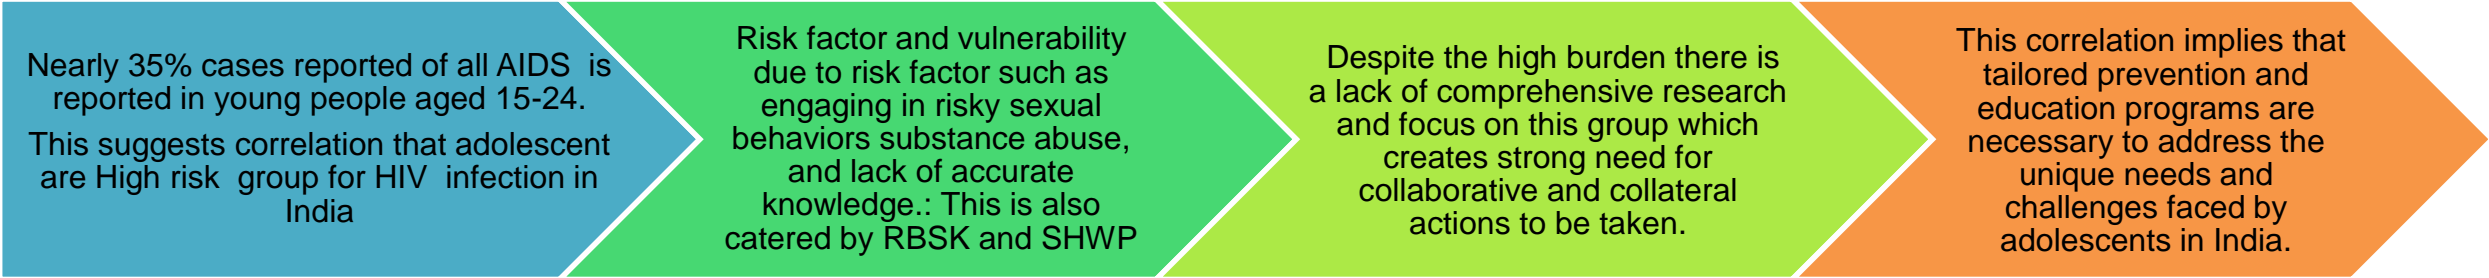 Nearly 35% cases reported of all AIDS  is
reported in young people aged 15-24.
This suggests correlation that adolescent
are High risk  group for HIV  infection in
India
Risk factor and vulnerability
due to risk factor such as
engaging in risky sexual
behaviors substance abuse,
and lack of accurate
knowledge.: This is also
catered by RBSK and SHWP
Despite the high burden there is
a lack of comprehensive research
and focus on this group which
creates strong need for
collaborative and collateral
actions to be taken.
This correlation implies that
tailored prevention and
education programs are
necessary to address the
unique needs and
challenges faced by
adolescents in India.